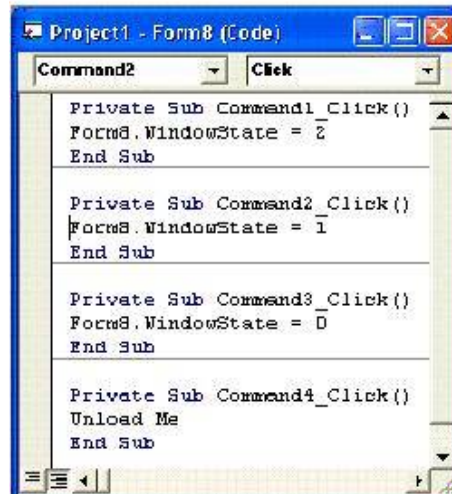 Project1 - Form8 (Code)
Command2 Click
Private Sub Command1_Click()
Form8.WindowState = 2
End Sub
Private Sub Command2_Click()
Form8.WindowState = 1
End Sub
Private Sub Command3_Click()
Form8.WindowState = 0
End Sub
Private Sub Command4_Click()
Unload Me
End Sub